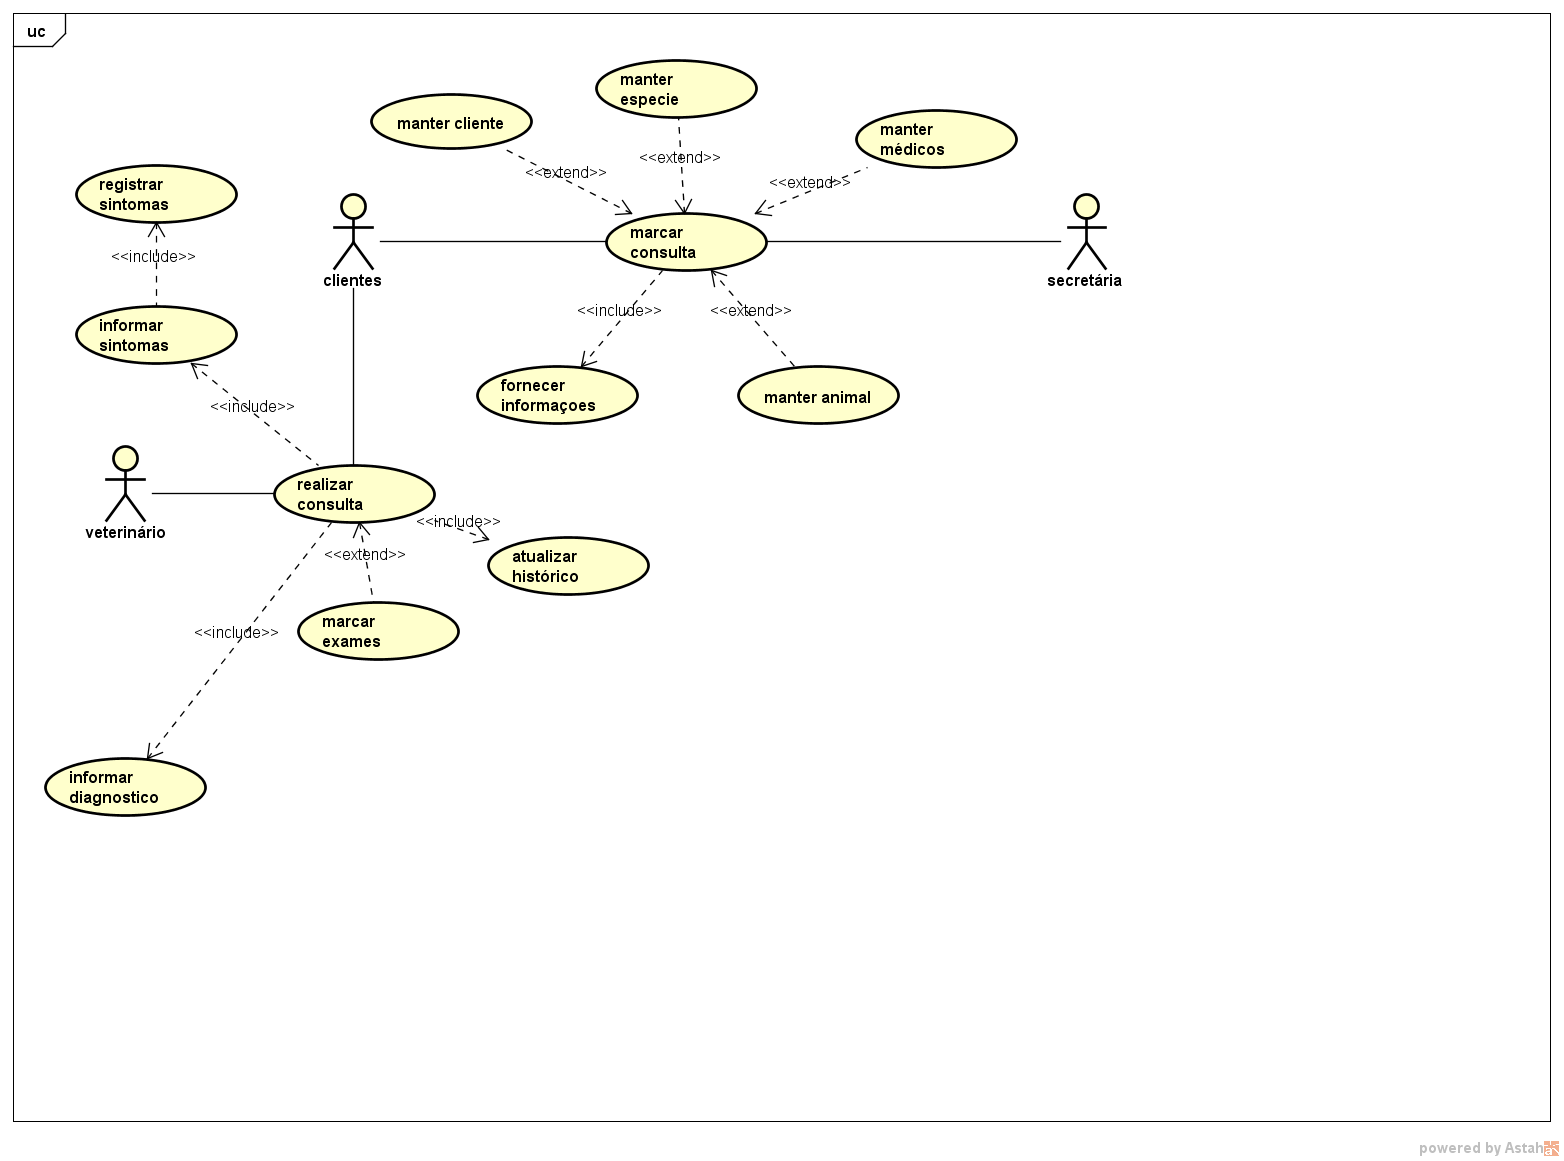 uc
manter
especie
manter cliente
manter
médicos
<<extend>>
<<extend>>
<<extend>>
registrar
sintomas
marcar
consulta
<<include>>
clientes
secretária
<<include>>
<<extend>>
informar
sintomas
fornecer
informaçoes
manter animal
<<include>>
realizar
consulta
veterinário
<<include>>
<<extend>>
atualizar
histórico
marcar
exames
<<include>>
informar
diagnostico
powered by Astah